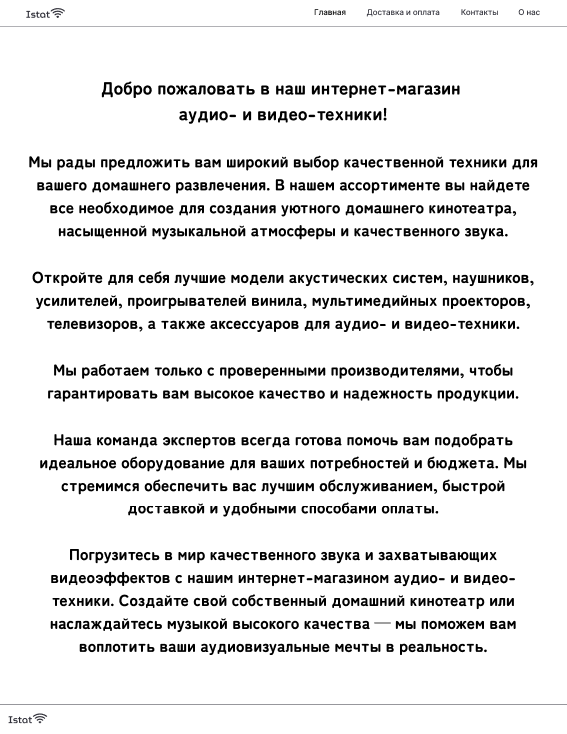 Istat
Главная Доставка и оплата Контакты О нас
Добро пожаловать в наш интернет-магазин
аудио- и видео-техники!
Мы рады предложить вам широкий выбор качественной техники для
вашего домашнего развлечения. В нашем ассортименте вы найдете
все необходимое для создания уютного домашнего кинотеатра,
насыщенной музыкальной атмосферы и качественного звука.
Откройте для себя лучшие модели акустических систем, наушников,
усилителей, проигрывателей винила, мультимедийных проекторов,
телевизоров, а также аксессуаров для аудио- и видео-техники.
Мы работаем только с проверенными производителями, чтобы
гарантировать вам высокое качество и надежность продукции.
Наша команда экспертов всегда готова помочь вам подобрать
идеальное оборудование для ваших потребностей и бюджета. Мы
стремимся обеспечить вас лучшим обслуживанием, быстрой
доставкой и удобными способами оплаты.
Погрузитесь в мир качественного звука и захватывающих
видеоэффектов с нашим интернет-магазином аудио- и видео-
техники. Создайте свой собственный домашний кинотеатр или
наслаждайтесь музыкой высокого качества — мы поможем вам
воплотить ваши аудиовизуальные мечты в реальность.
Istat